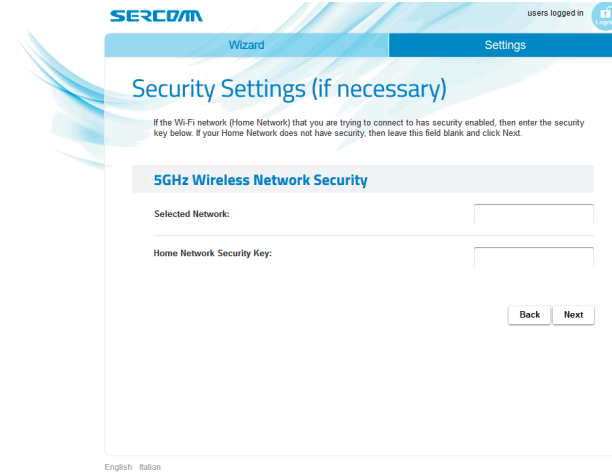 SERCOMM
users logged in
Logout
Wizard
Settings
Security Settings (if necessary)
If the Wi-Fi network (Home Network) that you are trying to connect to has security enabled, then enter the security
key below. If your Home Network does not have security, then leave this field blank and click Next.
5GHz Wireless Network Security
Selected Network:
Home Network Security Key:
Back
Next
English Italian